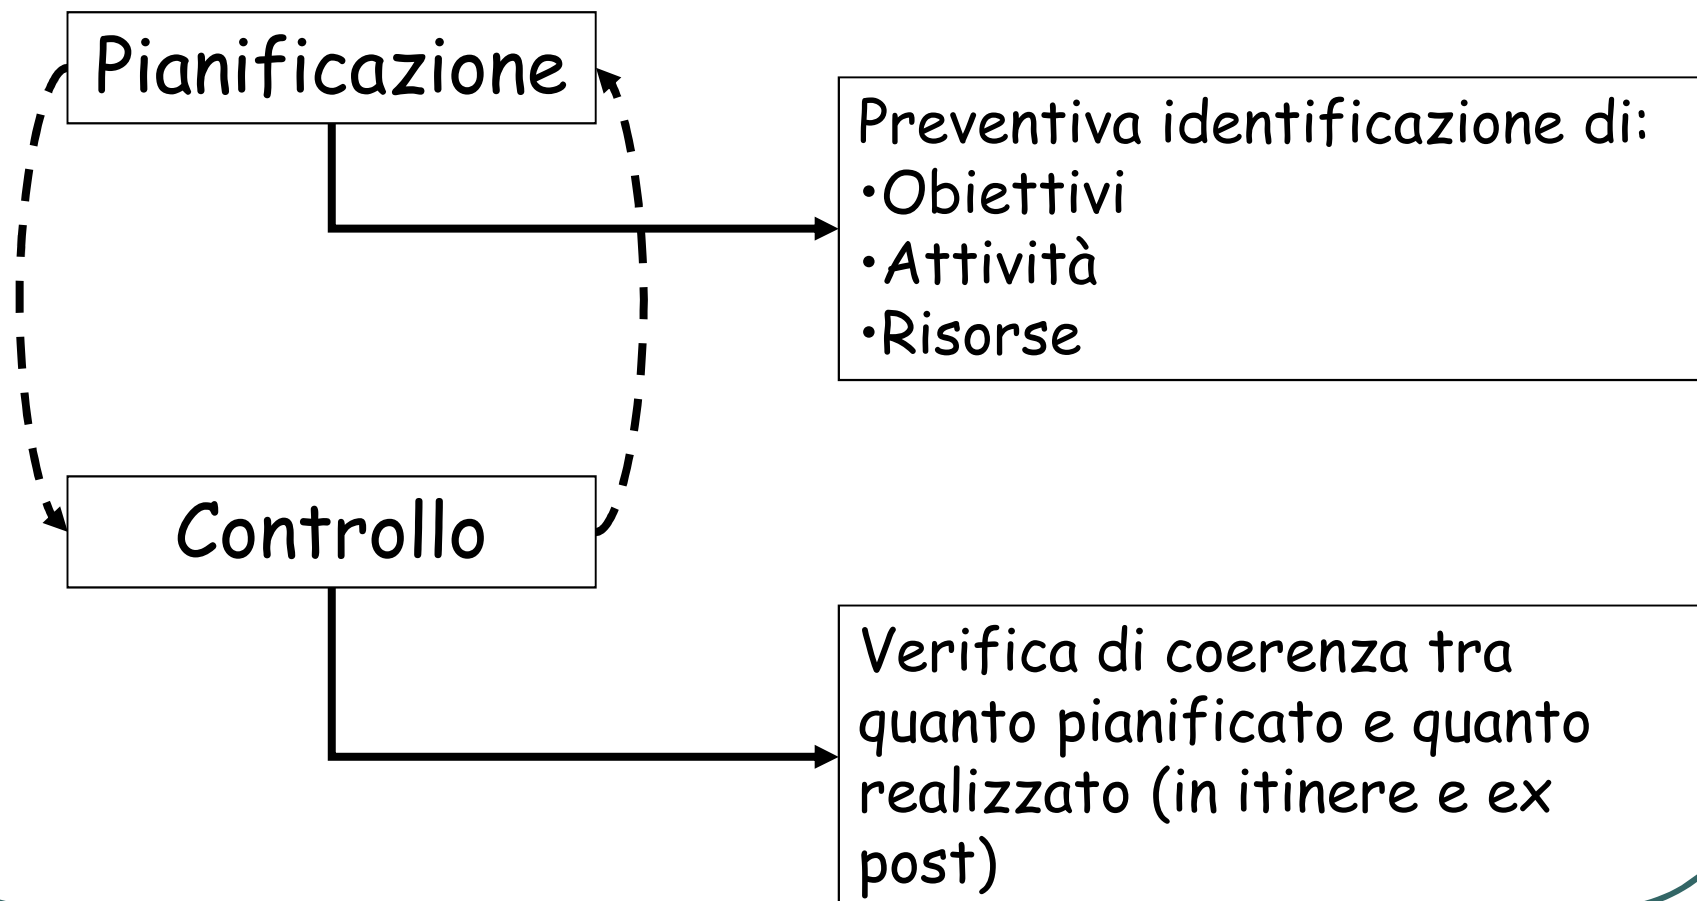 Pianificazione
Preventiva identificazione di:
•Obiettivi
•Attività
•Risorse
Controllo
Verifica di coerenza tra
quanto pianificato e quanto
realizzato (in itinere e ex
post)